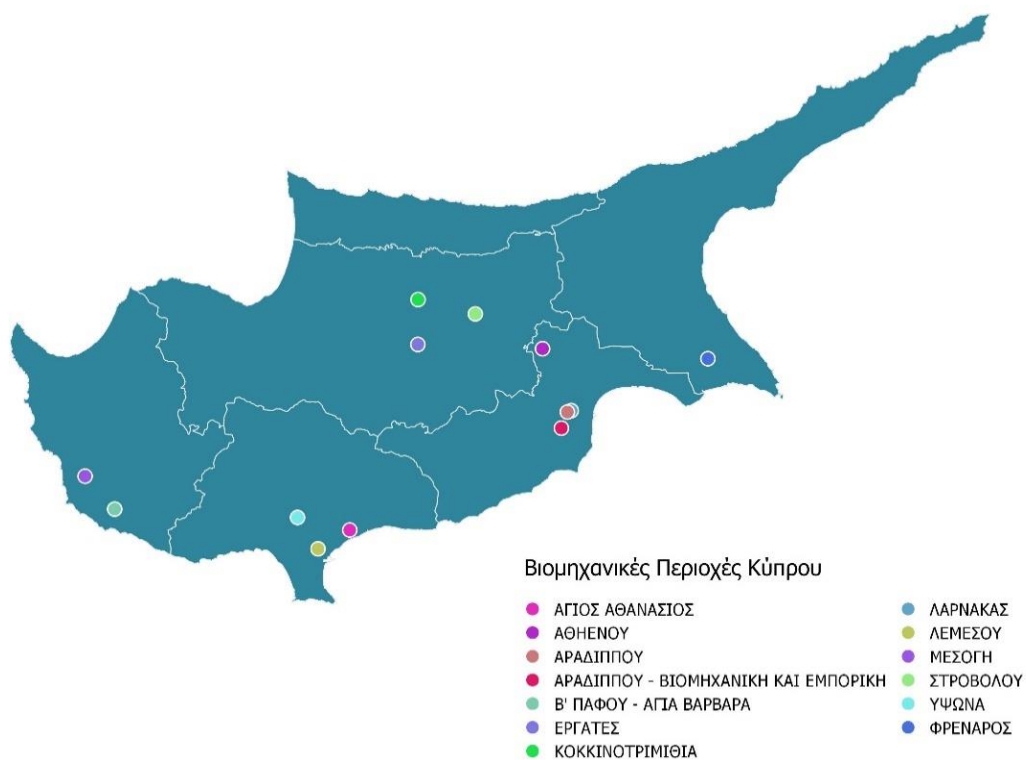 Βιομηχανικές Περιοχές Κύπρου
ΑΓΙΟΣ ΑΘΑΝΑΣΙΟΣ
ΑΘΗΕΝΟΥ
ΑΡΑΔΙΠΠΟΥ
ΑΡΑΔΙΠΠΟΥ - ΒΙΟΜΗΧΑΝΙΚΗ ΚΑΙ ΕΜΠΟΡΙΚΗ
Β' ΠΑΦΟΥ - ΑΓΙΑ ΒΑΡΒΑΡΑ
ΕΡΓΑΤΕΣ
ΚΟΚΚΙΝΟΤΡΙΜΙΘΙΑ
ΛΑΡΝΑΚΑΣ
ΛΕΜΕΣΟΥ
ΜΕΣΟΓΗ
ΣΤΡΟΒΟΛΟΥ
ΥΨΩΝΑ
ΦΡΕΝΑΡΟΣ